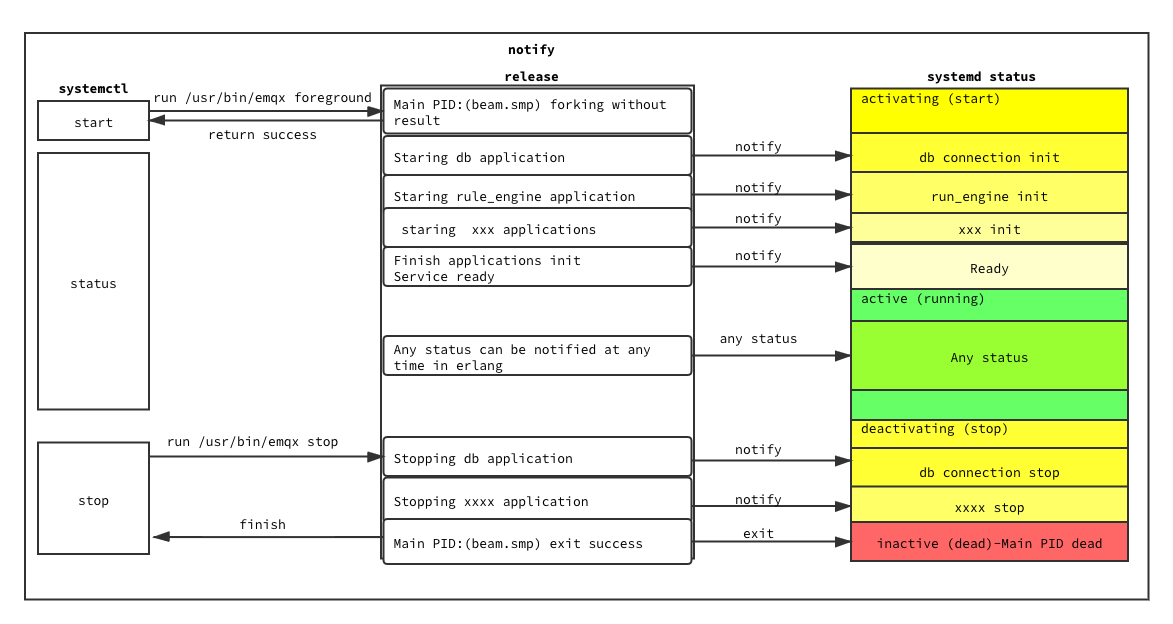 notify
systemctl
release
systemd status
start
run /usr/bin/emqx foreground
return success
Main PID:(beam.smp) forking without
result
activating (start)
status
Staring db application
notify
db connection init
Staring rule_engine application
notify
run_engine init
staring  xxx applications
notify
xxx init
Finish applications init
Service ready
notify
Ready
active (running)
Any status can be notified at any
time in erlang
any status
Any status
deactivating (stop)
stop
run /usr/bin/emqx stop
Stopping db application
notify
db connection stop
Stopping xxxx application
notify
xxxx stop
finish
Main PID:(beam.smp) exit success
exit
inactive (dead)-Main PID dead